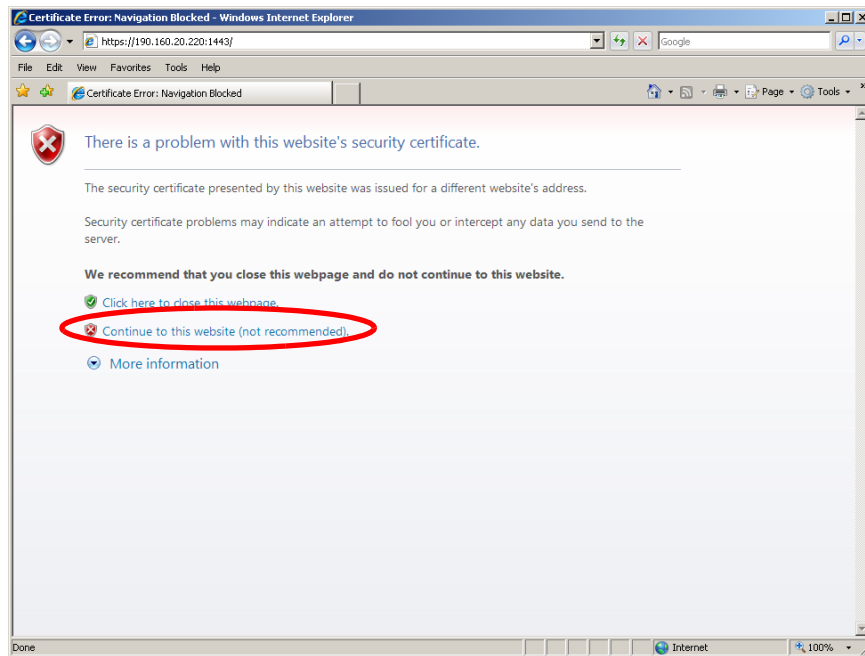 Certificate Error: Navigation Blocked - Windows Internet Explorer
https://190.160.20.220:1443/
Google
File Edit View Favorites Tools Help
Certificate Error: Navigation Blocked
Page
Tools
There is a problem with this website's security certificate.
The security certificate presented by this website was issued for a different website's address.
Security certificate problems may indicate an attempt to fool you or intercept any data you send to the
server.
We recommend that you close this webpage and do not continue to this website.
Click here to close this webpage.
Continue to this website (not recommended).
More information
Done
Internet
100%